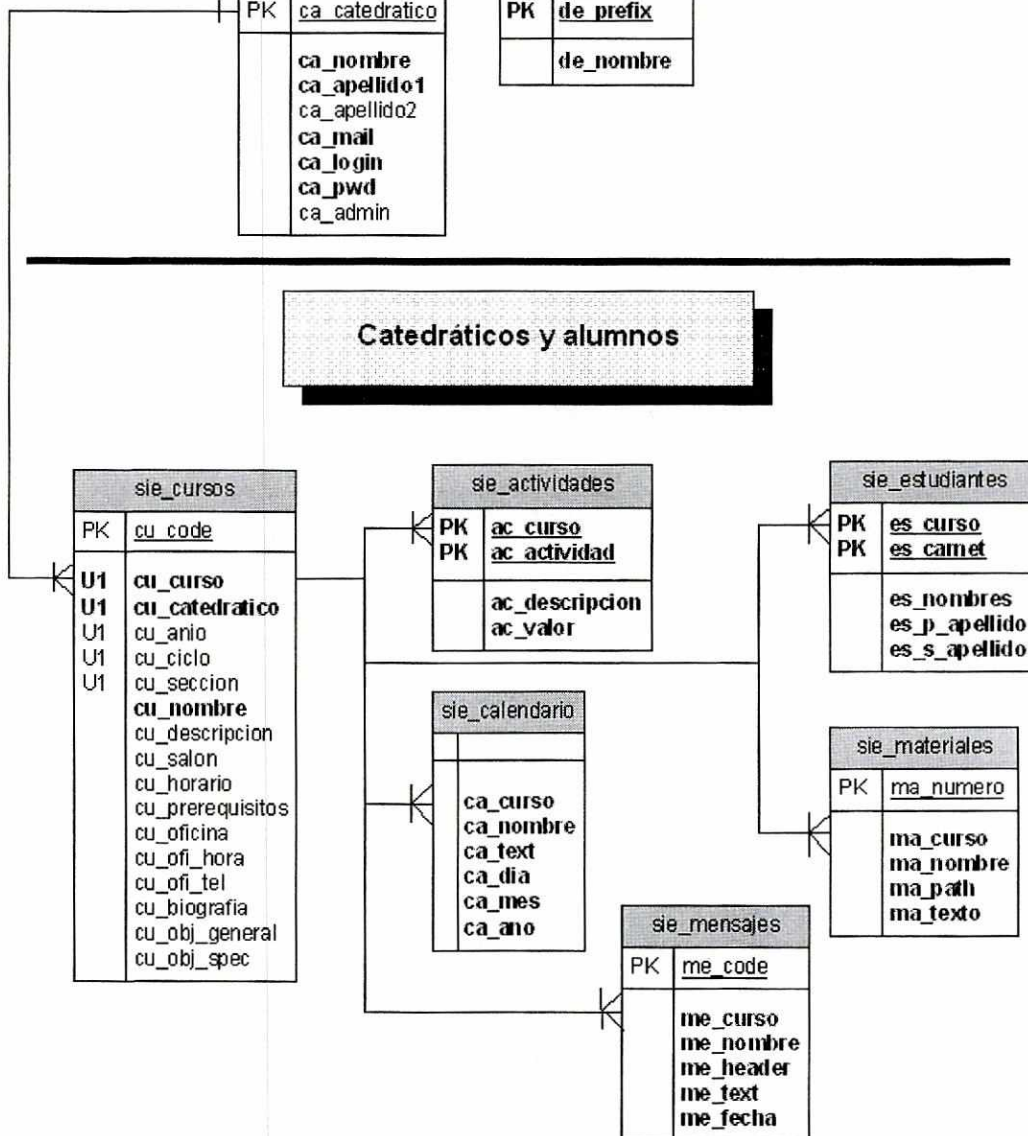 PK ca_catedratico
ca_nombre
ca_apellido1
ca_apellido2
ca_mail
ca_login
ca_pwd
ca_admin
PK de_prefix
de_nombre
Catedráticos y alumnos
sie_cursos
PK cu_code
U1 cu_curso
U1 cu_catedratico
U1 cu_anio
U1 cu_ciclo
U1 cu_seccion
cu_nombre
cu_descripcion
cu_salon
cu_horario
cu_prerequisitos
cu_oficina
cu_ofi_hora
cu_ofi_tel
cu_biografia
cu_obj_general
cu_obj_spec
sie_actividades
PK ac_curso
PK ac_actividad
ac_descripcion
ac_valor
sie_calendario
ca_curso
ca_nombre
ca_text
ca_dia
ca_mes
ca_ano
sie_estudiantes
PK es_curso
PK es_carnet
es_nombres
es_p_apellido
es_s_apellido
sie_materiales
PK ma_numero
ma_curso
ma_nombre
ma_path
ma_texto
sie_mensajes
PK me_code
me_curso
me_nombre
me_header
me_text
me_fecha